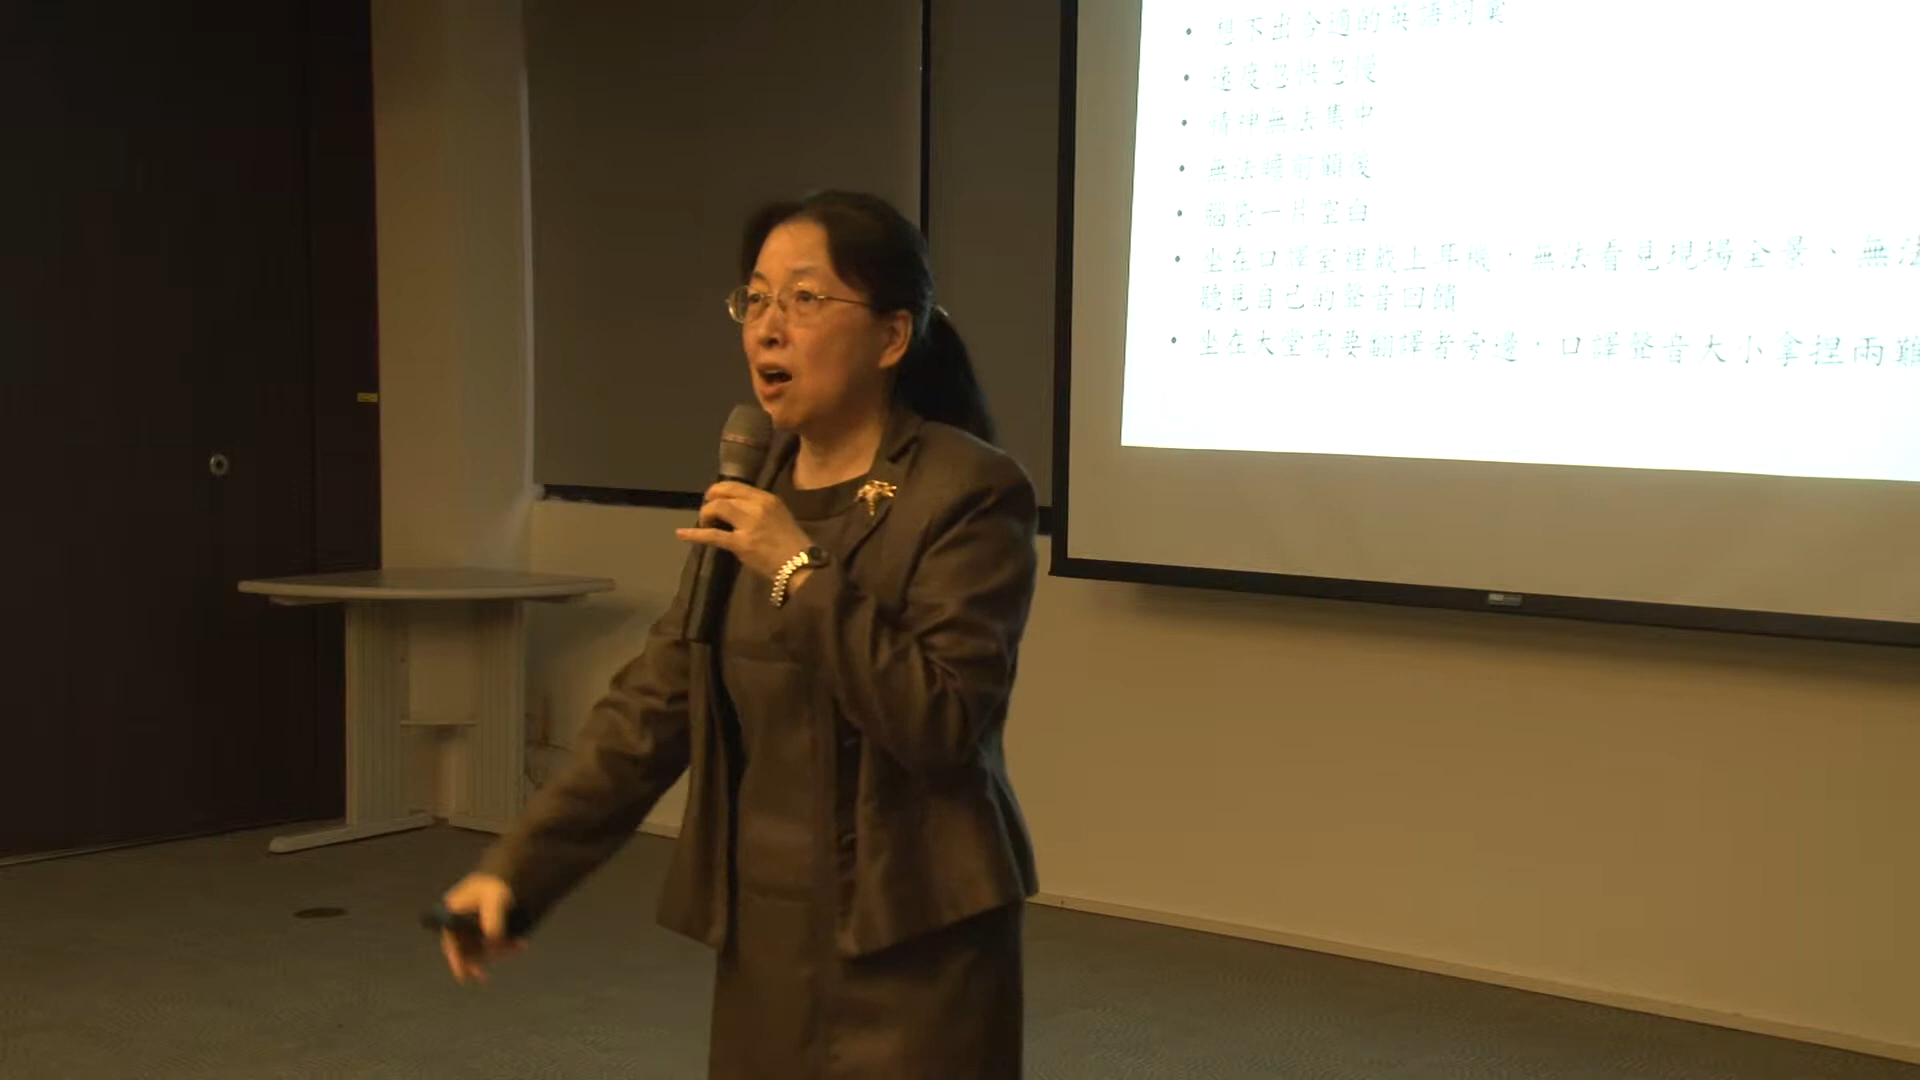 • 想不出合適的英語詞彙
• 速度忽快忽慢
• 精神無法集中
• 無法瞻前顧後
• 腦袋一片空白
• 坐在口譯室裡戴上耳機,無法看見現場全景、無法
聽見自己的聲音回饋
• 坐在大堂需要翻譯者旁邊,口譯聲音大小拿捏兩難